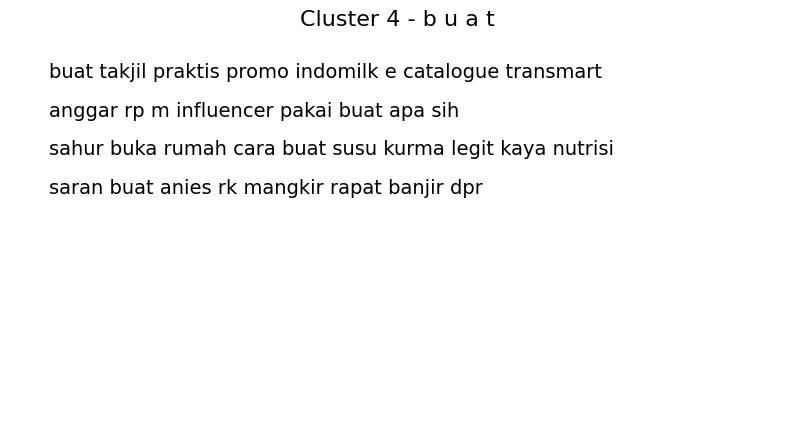 Cluster 4 - b u a t
buat takjil praktis promo indomilk e catalogue transmart
anggar rp m influencer pakai buat apa sih
sahur buka rumah cara buat susu kurma legit kaya nutrisi
saran buat anies rk mangkir rapat banjir dpr